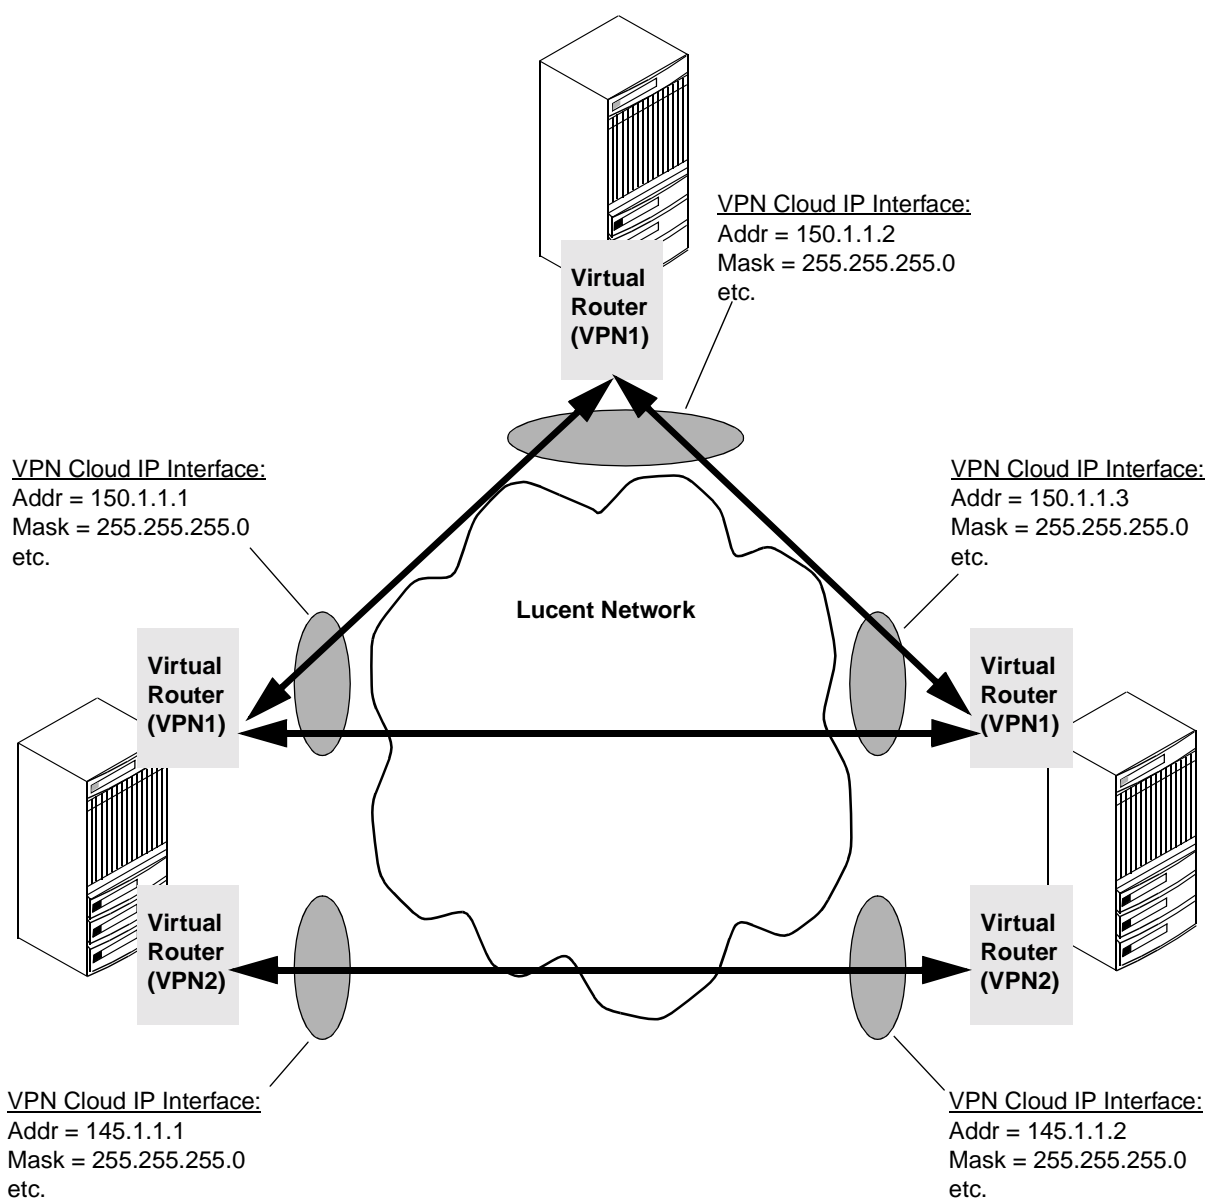 VPN Cloud IP Interface:
Addr = 150.1.1.2
Mask = 255.255.255.0
etc.
Virtual
Router
(VPN1)
VPN Cloud IP Interface:
Addr = 150.1.1.1
Mask = 255.255.255.0
etc.
VPN Cloud IP Interface:
Addr = 150.1.1.3
Mask = 255.255.255.0
etc.
Lucent Network
Virtual
Router
(VPN1)
Virtual
Router
(VPN1)
Virtual
Router
(VPN2)
Virtual
Router
(VPN2)
VPN Cloud IP Interface:
Addr = 145.1.1.1
Mask = 255.255.255.0
etc.
VPN Cloud IP Interface:
Addr = 145.1.1.2
Mask = 255.255.255.0
etc.